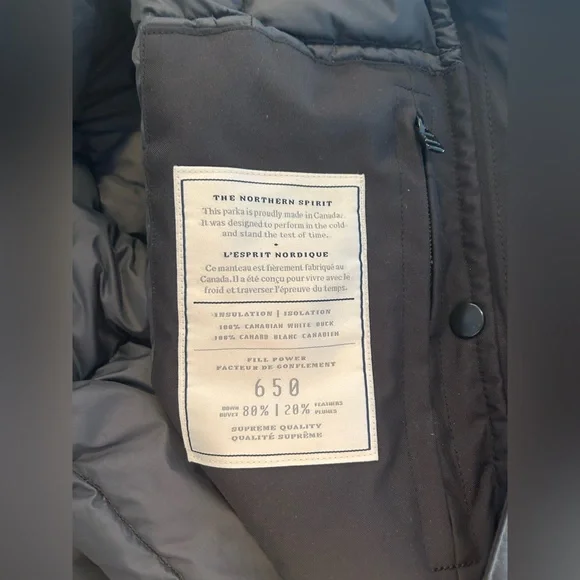 THE NORTHERN SPIRIT
This parka is proudly made in Canada.
It was designed to perform in the cold
and stand the test of time.
+
L'ESPRIT NORDIQUE
Ce manteau est fièrement fabriqué au
Canada. Il a été conçu pour vivre avec le
froid et traverser l'épreuve du temps.
INSULATION | ISOLATION
100% CANADIAN WHITE DUCK
100% CANARD BLANC CANADIEN
FILL POWER
FACTEUR DE GONFLEMENT
650
DOWN DUVET 80% | 20% FEATHERS PLUMES
SUPREME QUALITY
QUALITÉ SUPRÊME